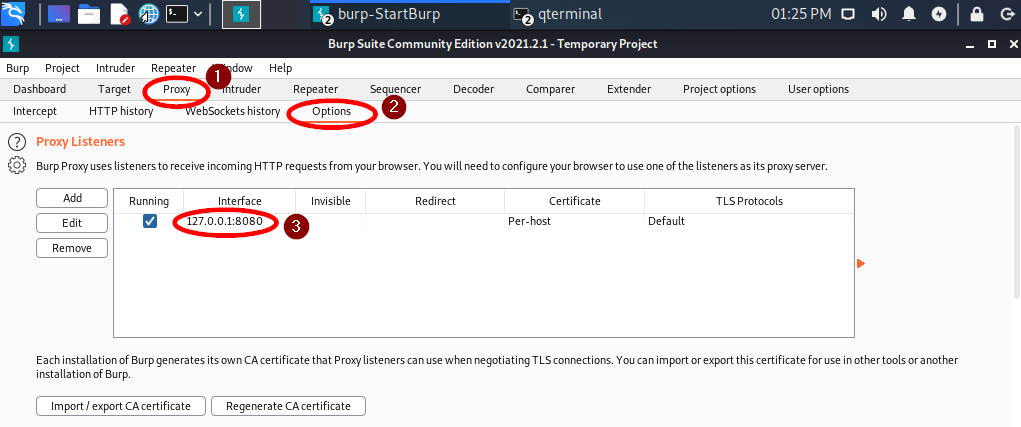 burp-StartBurp
qterminal
01:25 PM
2
2
Burp Suite Community Edition v2021.2.1 - Temporary Project
Burp Project Intruder Repeater Window Help
1
Dashboard Target Proxy Intruder Repeater Sequencer Decoder Comparer Extender Project options User options
2
Intercept HTTP history WebSockets history Options
Proxy Listeners
Burp Proxy uses listeners to receive incoming HTTP requests from your browser. You will need to configure your browser to use one of the listeners as its proxy server.
Add
Edit
Remove
Running Interface Invisible Redirect Certificate TLS Protocols
127.0.0.1:8080 3 Per-host Default
Each installation of Burp generates its own CA certificate that Proxy listeners can use when negotiating TLS connections. You can import or export this certificate for use in other tools or another
installation of Burp.
Import / export CA certificate Regenerate CA certificate